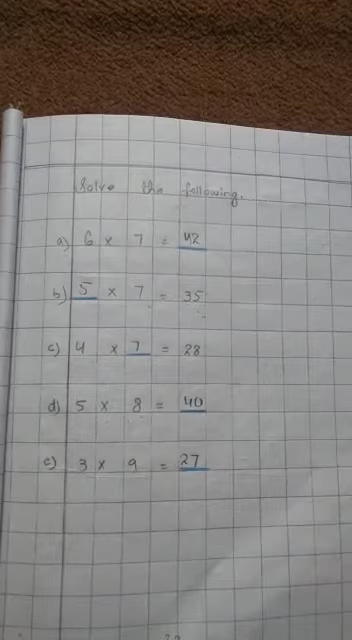 Solve the following.
a) 6 × 7 = 42
b) 5 × 7 = 35
c) 4 × 7 = 28
d) 5 × 8 = 40
e) 3 × 9 = 27